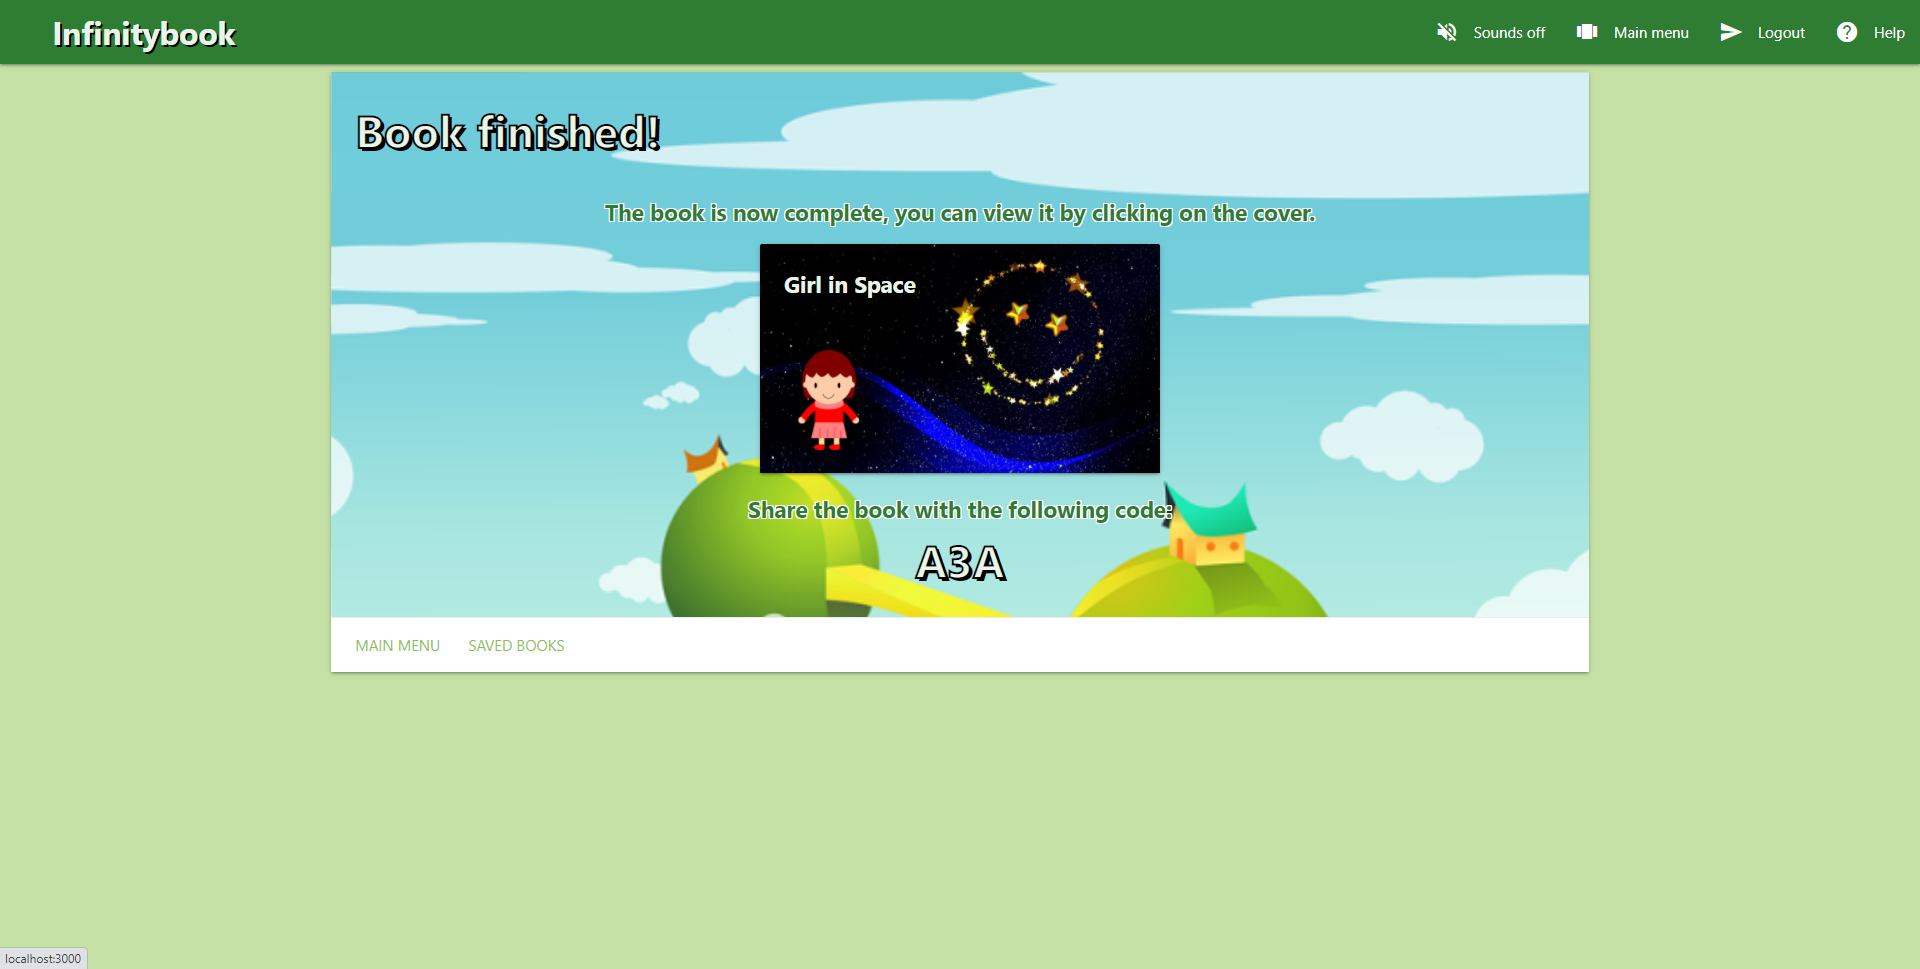 Infinitybook
Sounds off
Main menu
Logout
Help
Book finished!
The book is now complete, you can view it by clicking on the cover.
Girl in Space
Share the book with the following code:
A3A
MAIN MENU
SAVED BOOKS
localhost:3000